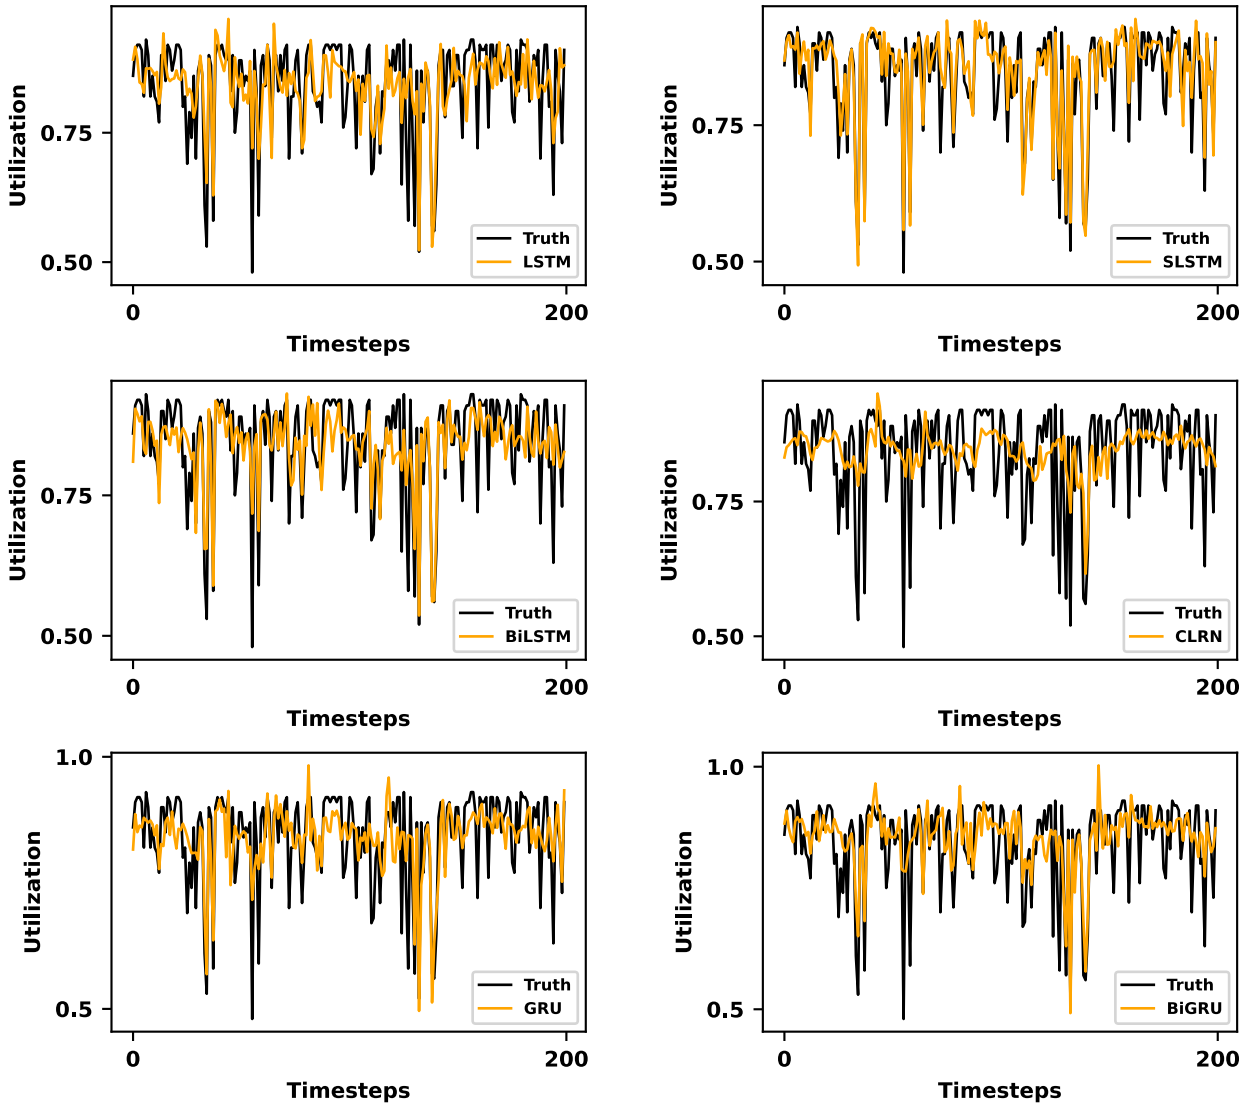 Utilization
0.75
0.50
0
200
Timesteps
Truth
LSTM
Utilization
0.75
0.50
0
200
Timesteps
Truth
SLSTM
Utilization
0.75
0.50
0
200
Timesteps
Truth
BiLSTM
Utilization
0.75
0.50
0
200
Timesteps
Truth
CLRN
Utilization
1.0
0.5
0
200
Timesteps
Truth
GRU
Utilization
1.0
0.5
0
200
Timesteps
Truth
BiGRU